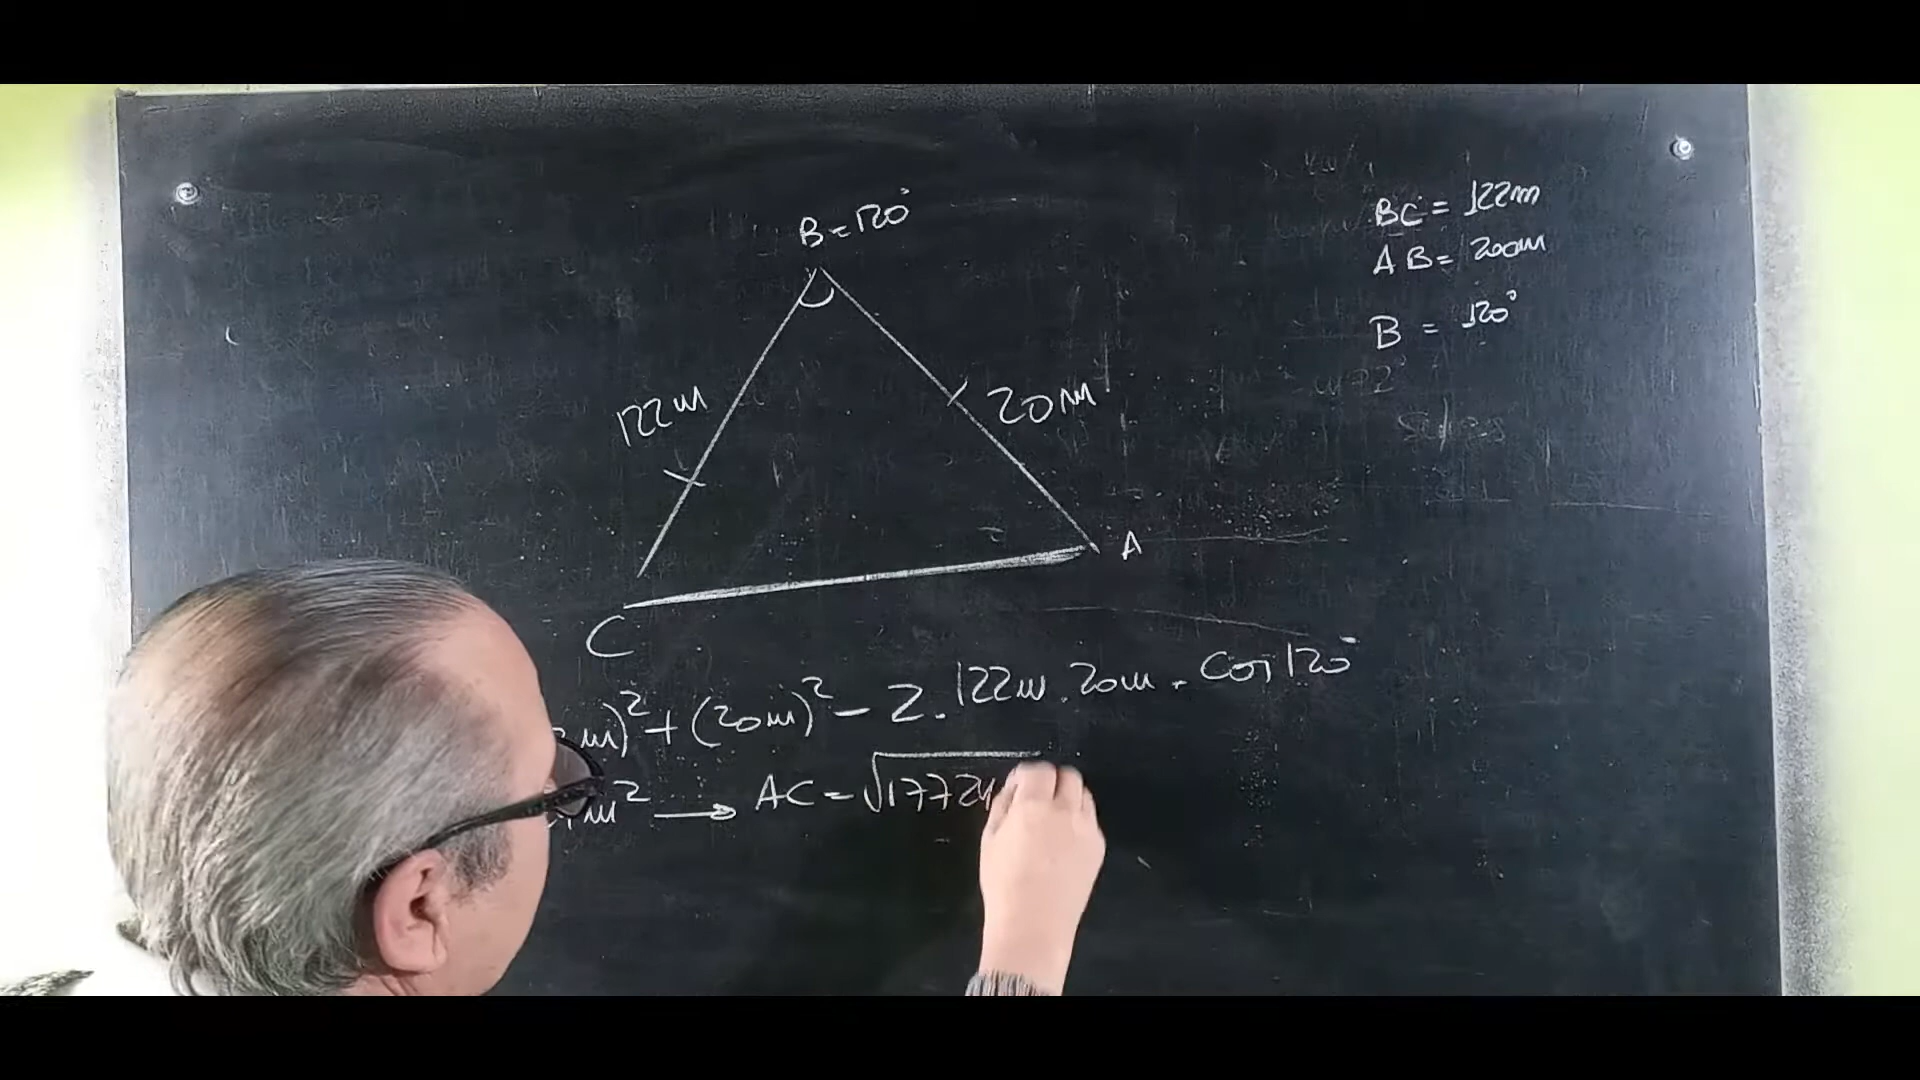 B=120°
BC = 122m
AB = 200m
B = 120°
122m
20m
A
C
m)² + (20m)² - 2 . 122m . 20m . Cos 120°
m² → AC = √17724